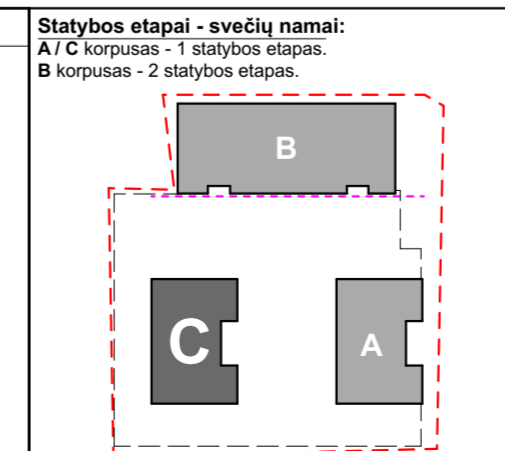 Statybos etapai - svečių namai:
A / C korpusas - 1 statybos etapas.
B korpusas - 2 statybos etapas.
B
C
A